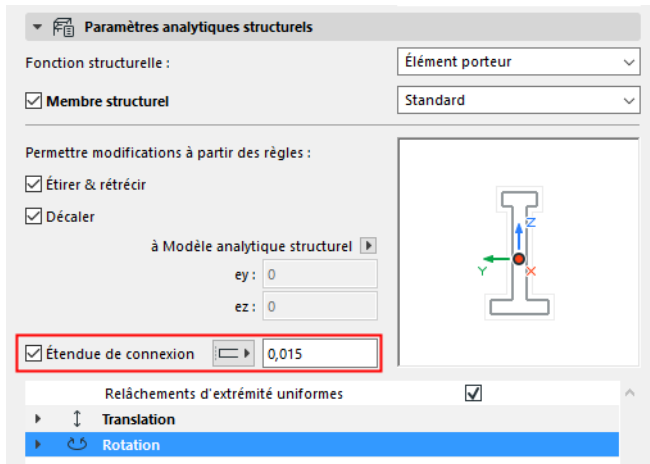 Paramètres analytiques structurels
Fonction structurelle : Élément porteur
Membre structurel Standard
Permettre modifications à partir des règles :
Étirer & rétrécir
Décaler
à Modèle analytique structurel
ey : 0
ez : 0
Z
Y X
Étendue de connexion 0,015
Relâchements d'extrémité uniformes
Translation
Rotation